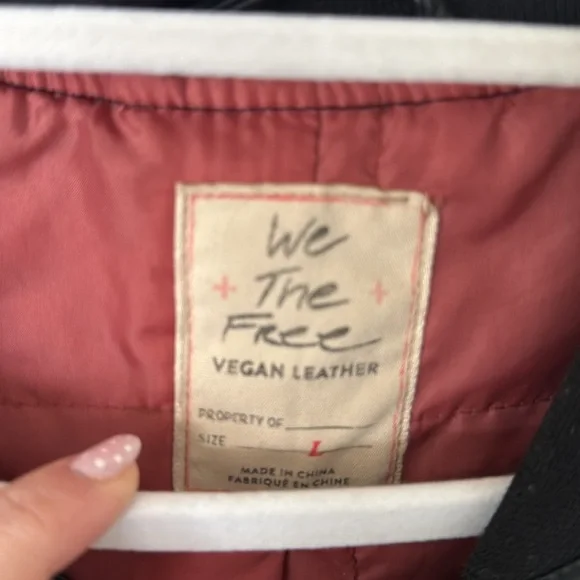 We
The
Free
VEGAN LEATHER
PROPERTY OF
SIZE L
MADE IN CHINA
FABRIQUÉ EN CHINE